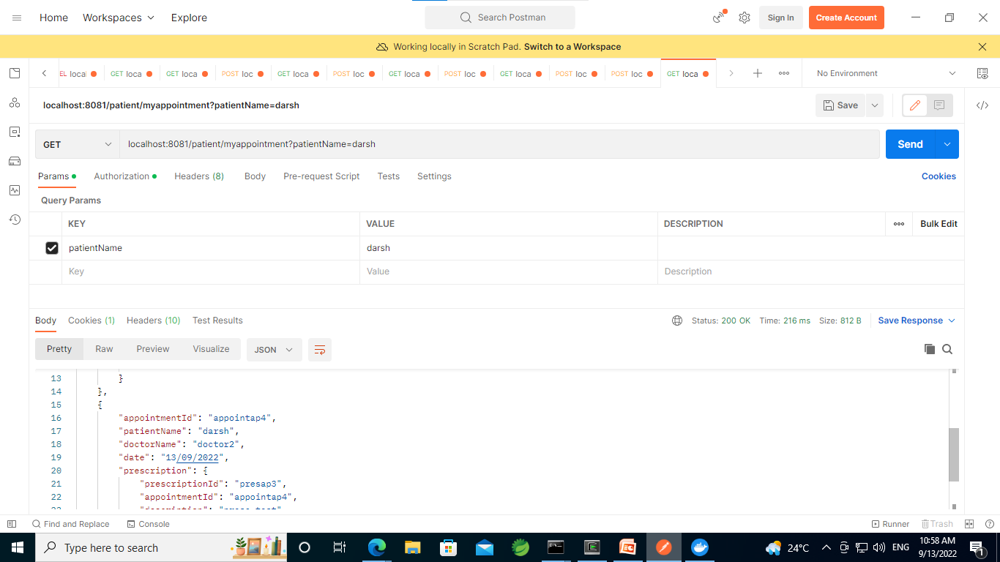 Home Workspaces Explore Search Postman Sign In Create Account
Working locally in Scratch Pad. Switch to a Workspace
EL local GET loca GET loca POST loc GET loca POST loc GET loca POST loc GET loca POST loc POST loc GET loca No Environment
localhost:8081/patient/myappointment?patientName=darsh Save
GET localhost:8081/patient/myappointment?patientName=darsh Send
Params Authorization Headers (8) Body Pre-request Script Tests Settings Cookies
Query Params
KEY VALUE DESCRIPTION Bulk Edit
patientName darsh
Key Value Description
Body Cookies (1) Headers (10) Test Results Status: 200 OK Time: 216 ms Size: 812 B Save Response
Pretty Raw Preview Visualize JSON
13 }
14 },
15 {
16 "appointmentId": "appointap4",
17 "patientName": "darsh",
18 "doctorName": "doctor2",
19 "date": "13/09/2022",
20 "prescription": {
21 "prescriptionId": "presap3",
22 "appointmentId": "appointap4",
Find and Replace Console Runner Trash
Type here to search 24°C ENG 10:58 AM
9/13/2022 1